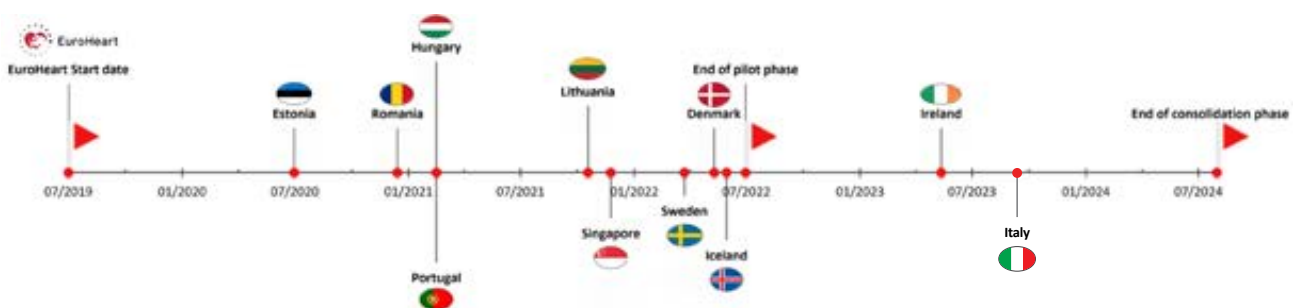 EuroHeart
EuroHeart Start date
Hungary
Estonia
Romania
Lithuania
End of pilot phase
Denmark
Ireland
End of consolidation phase
07/2019
01/2020
07/2020
01/2021
07/2021
01/2022
07/2022
01/2023
07/2023
01/2024
07/2024
Portugal
Singapore
Sweden
Iceland
Italy